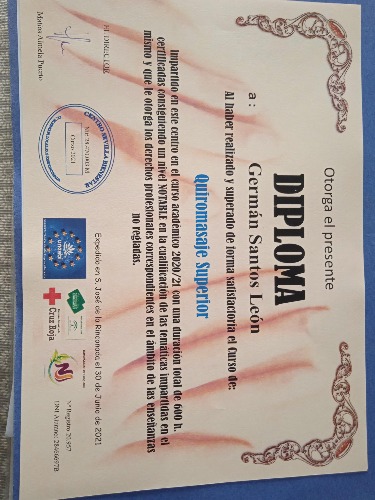 Otorga el presente
DIPLOMA
a: Germán Santos León
Al haber realizado y superado de forma satisfactoria el Curso de:
Quiromasaje Superior
Impartido en este centro en el curso académico 2020/21 con una duración total de 600 h.
certificadas consiguiendo un nivel NOTABLE en la cualificación de las temáticas impartidas en el
mismo y que le otorga los derechos profesionales correspondientes en el ámbito de las enseñanzas
no regladas.
Expedido en S. José de la Rinconada el 30 de Junio de 2021
EL DIRECTOR
CENTRO SEVILLA BIENESTAR
unseba
Cruz Roja